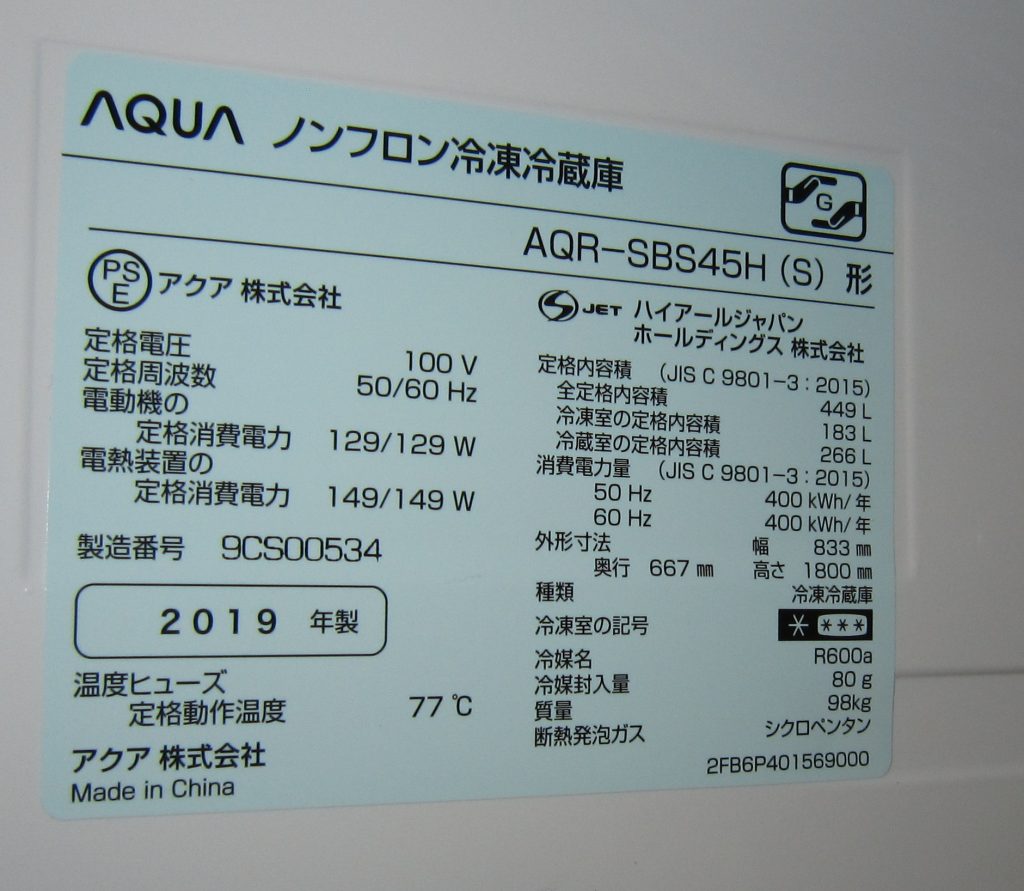 AQUA ノンフロン冷凍冷蔵庫
G
AQR-SBS45H (S) 形
PS
E
アクア 株式会社
定格電圧 100 V
定格周波数 50/60 Hz
電動機の
定格消費電力 129/129 W
電熱装置の
定格消費電力 149/149 W
製造番号 9CS00534
2019 年製
温度ヒューズ
定格動作温度 77 ℃
アクア 株式会社
Made in China
JET ハイアールジャパン
ホールディングス 株式会社
定格内容積 (JIS C 9801-3 : 2015)
全定格内容積 449 L
冷凍室の定格内容積 183 L
冷蔵室の定格内容積 266 L
消費電力量 (JIS C 9801-3 : 2015)
50 Hz 400 kWh/年
60 Hz 400 kWh/年
外形寸法 幅 833 ㎜
奥行 667 ㎜ 高さ 1800 ㎜
種類 冷凍冷蔵庫
冷凍室の記号 * ***
冷媒名 R600a
冷媒封入量 80 g
質量 98kg
断熱発泡ガス シクロペンタン
2FB6P401569000